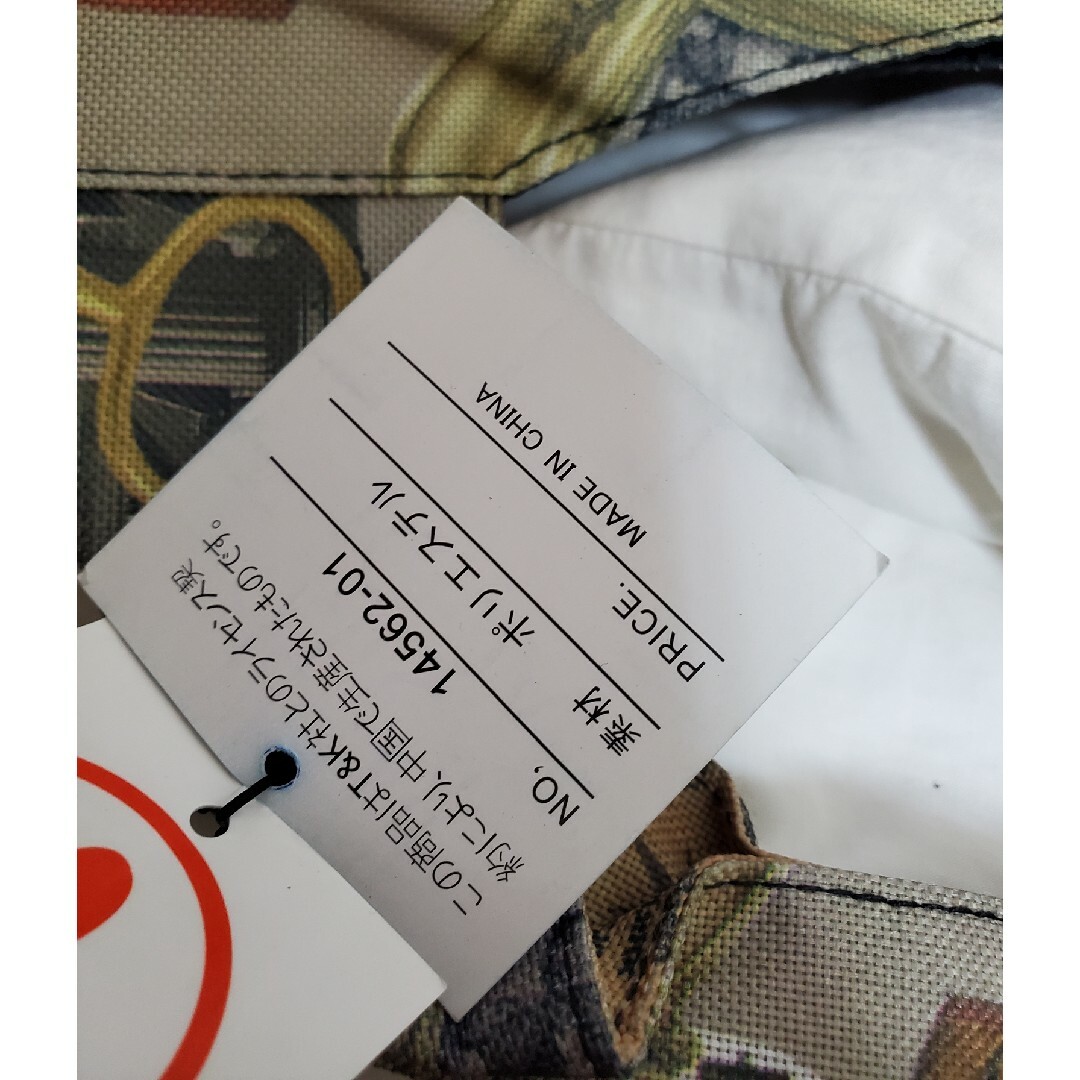 この商品はT&K社とのライセンス契
約により、中国で生産されたものです。
NO, 14562-01
素材 ポリエステル
PRICE.
MADE IN CHINA